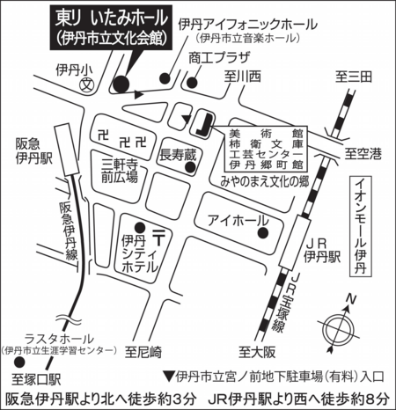 東リ いたみホール
(伊丹市立文化会館)
伊丹アイフォニックホール
(伊丹市立音楽ホール)
商工プラザ
至川西
至三田
伊丹小
文
阪急
伊丹駅
三軒寺
前広場
長寿蔵
美術館
柿衞文庫
工芸センター
伊丹郷町館
みやのまえ文化の郷
至空港
イオンモール伊丹
阪急伊丹線
伊丹
シティ
ホテル
〒
アイホール
JR
伊丹駅
JR宝塚線
N
ラスタホール
(伊丹市立生涯学習センター)
至塚口駅
至尼崎
至大阪
▼伊丹市立宮ノ前地下駐車場(有料)入口
阪急伊丹駅より北へ徒歩約3分 JR伊丹駅より西へ徒歩約8分